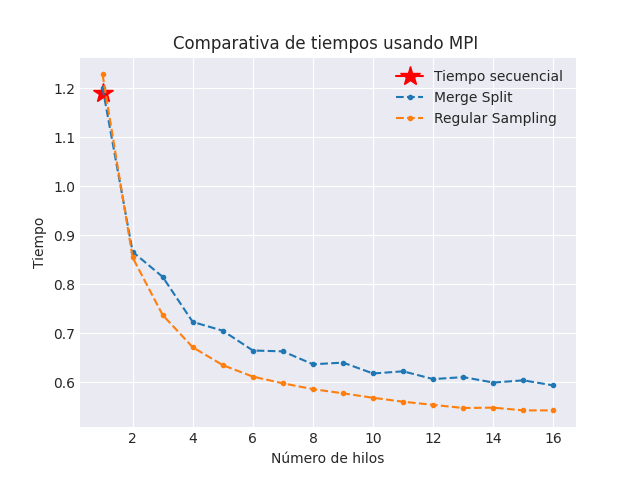 Comparativa de tiempos usando MPI
Tiempo secuencial
Merge Split
Regular Sampling
1.2
1.1
1.0
0.9
0.8
0.7
0.6
Tiempo
2 4 6 8 10 12 14 16
Número de hilos